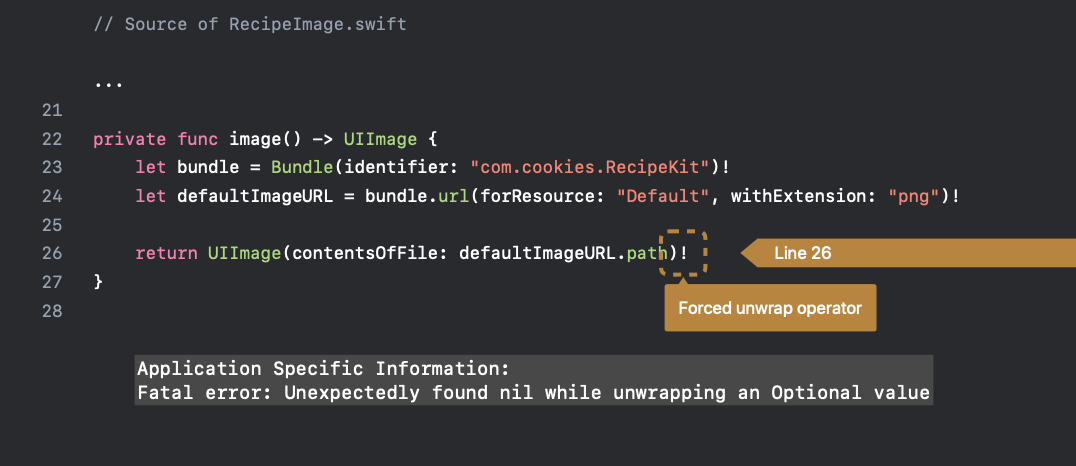 // Source of RecipeImage.swift
...
21
22 private func image() -> UIImage {
23 let bundle = Bundle(identifier: "com.cookies.RecipeKit")!
24 let defaultImageURL = bundle.url(forResource: "Default", withExtension: "png")!
25
26 return UIImage(contentsOfFile: defaultImageURL.path)! Line 26
27 }
Forced unwrap operator
28
Application Specific Information:
Fatal error: Unexpectedly found nil while unwrapping an Optional value